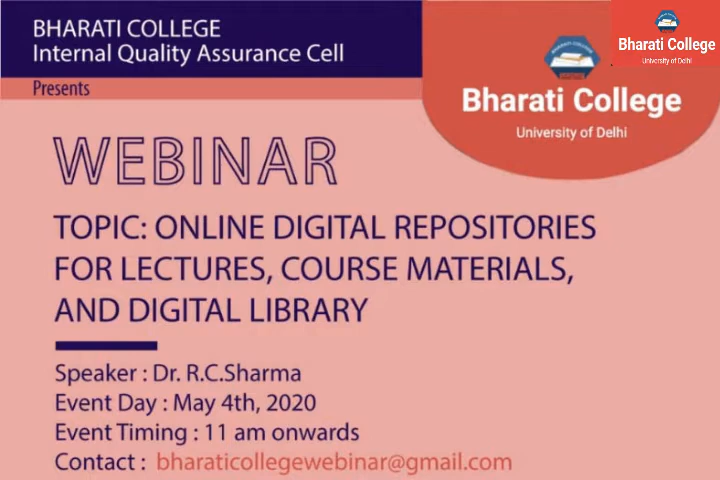 BHARATI COLLEGE
Internal Quality Assurance Cell
Presents
Bharati College
University of Delhi
Bharati College
University of Delhi
WEBINAR
TOPIC: ONLINE DIGITAL REPOSITORIES
FOR LECTURES, COURSE MATERIALS,
AND DIGITAL LIBRARY
Speaker : Dr. R.C.Sharma
Event Day : May 4th, 2020
Event Timing : 11 am onwards
Contact : bharaticollegewebinar@gmail.com